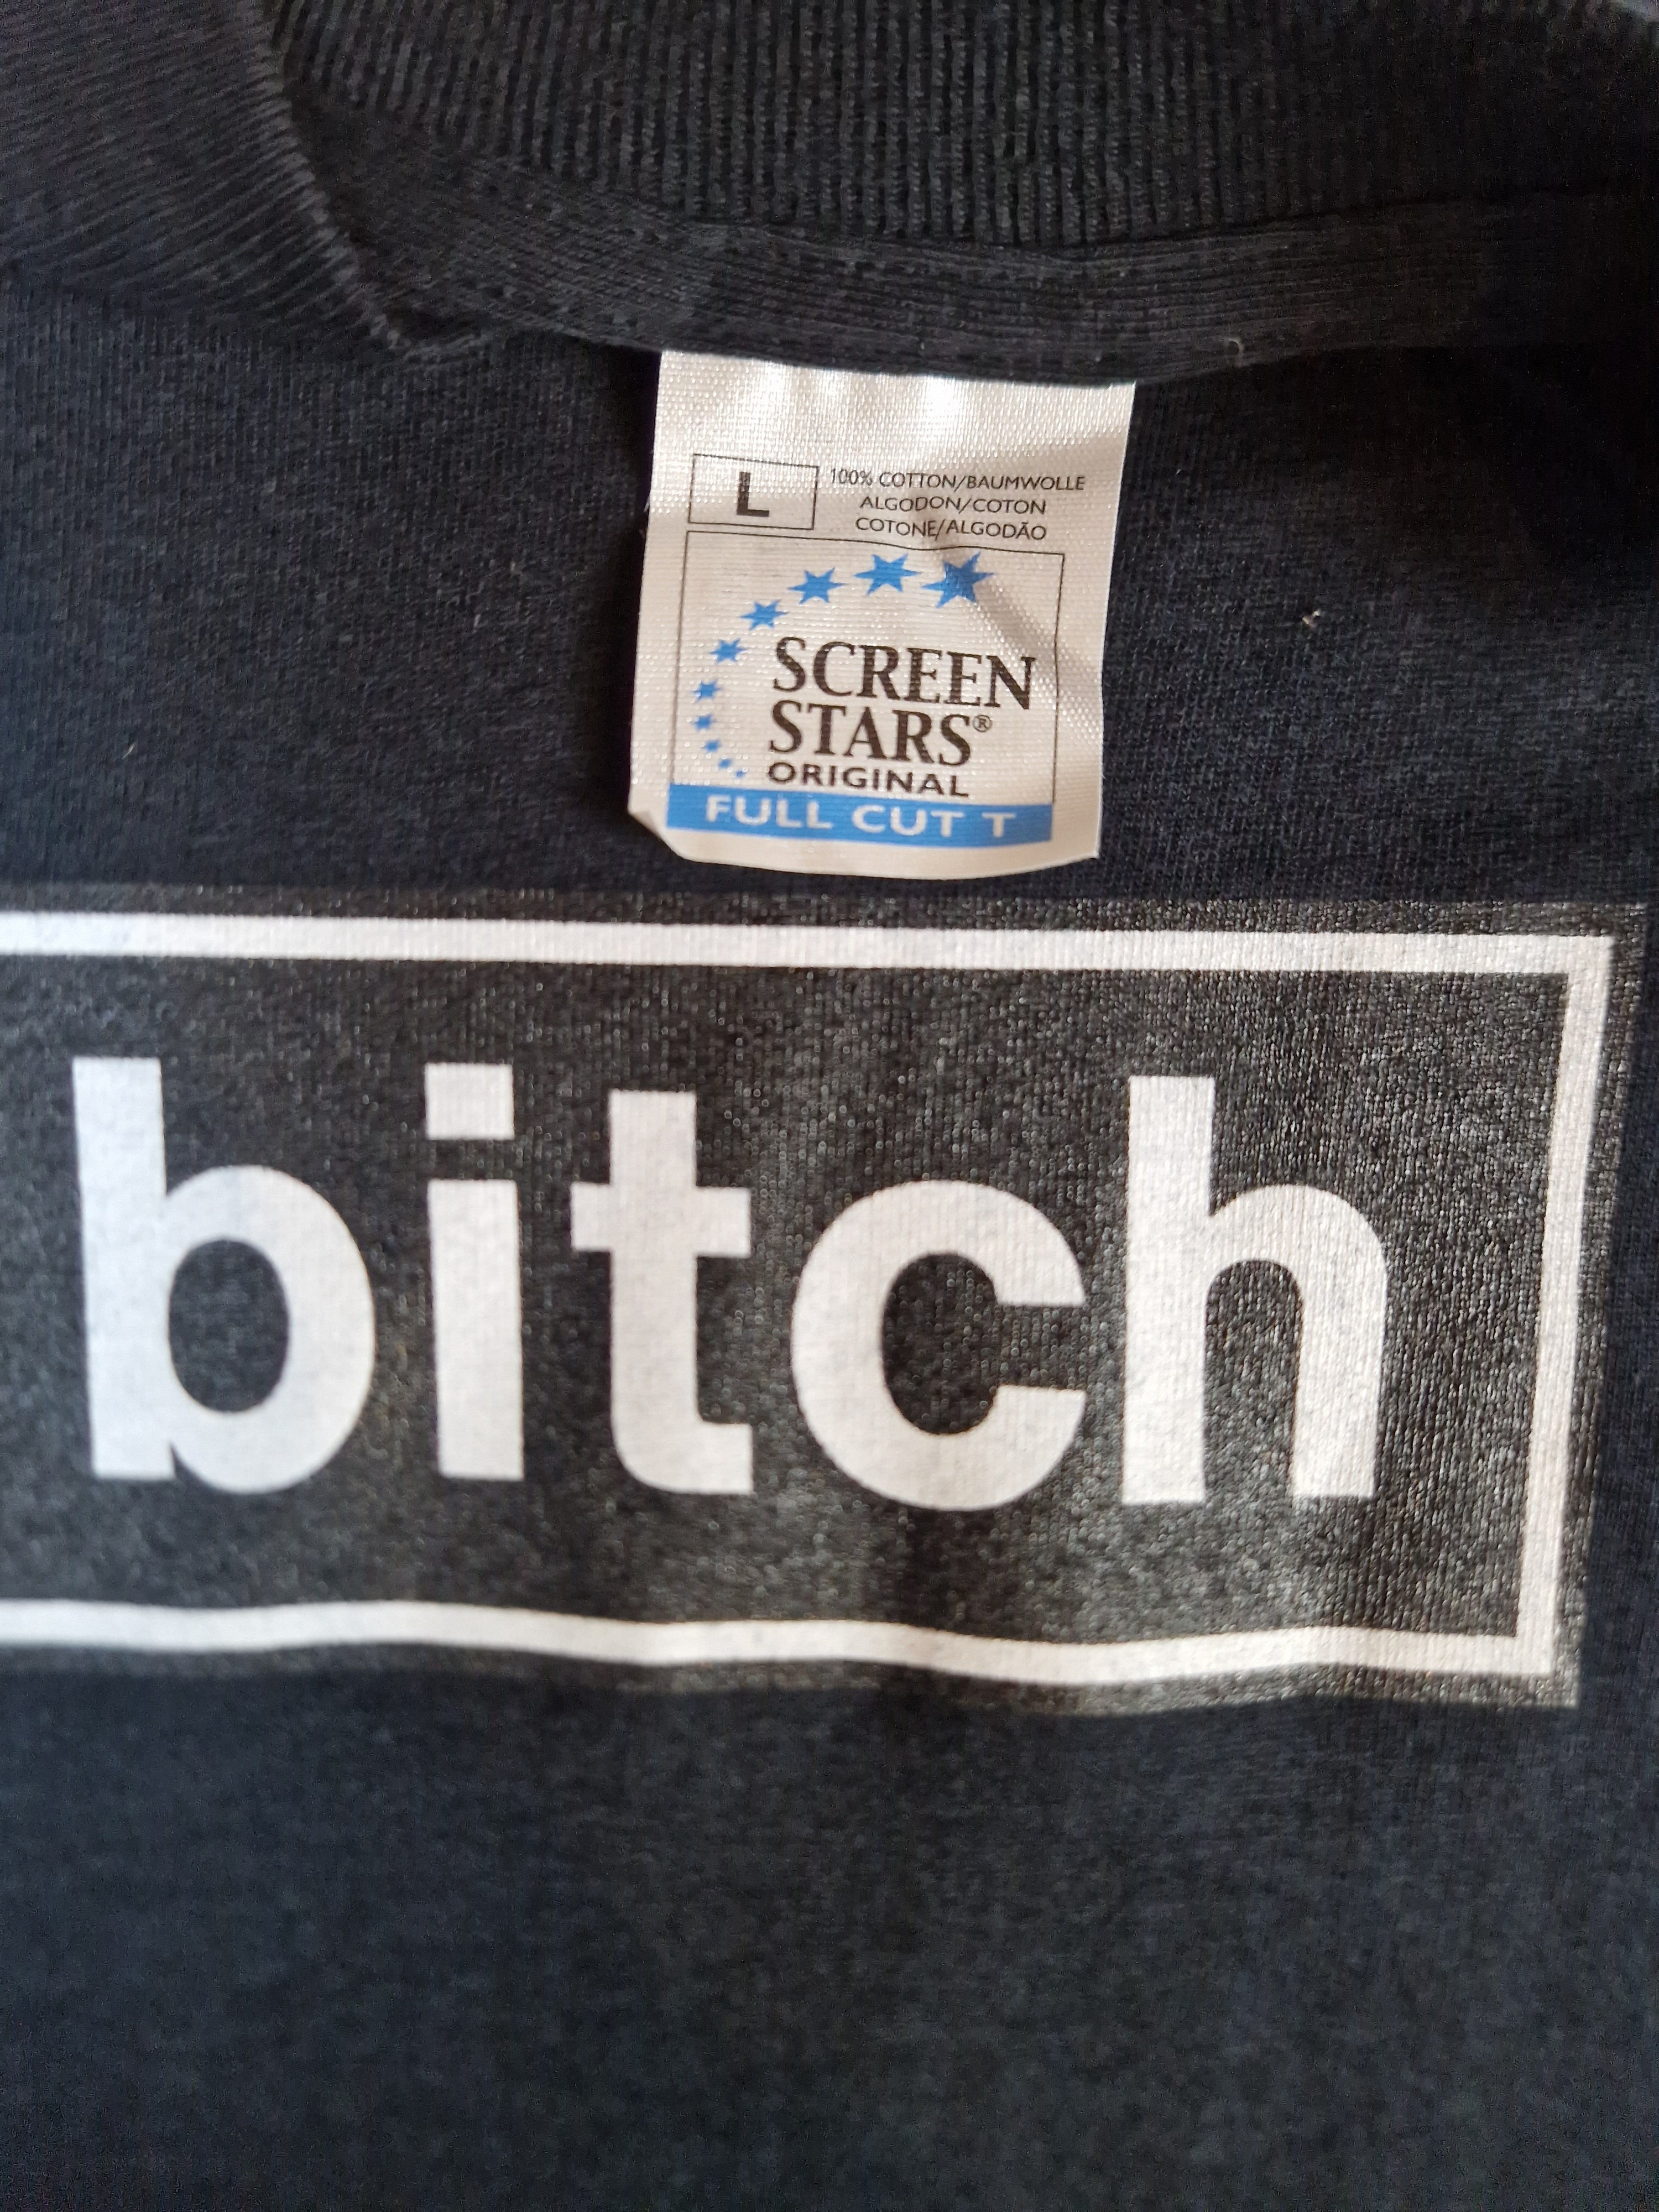 L
100% COTTON/BAUMWOLLE
ALGODON/COTON
COTONE/ALGODÃO
SCREEN
STARS®
ORIGINAL
FULL CUT T
bitch